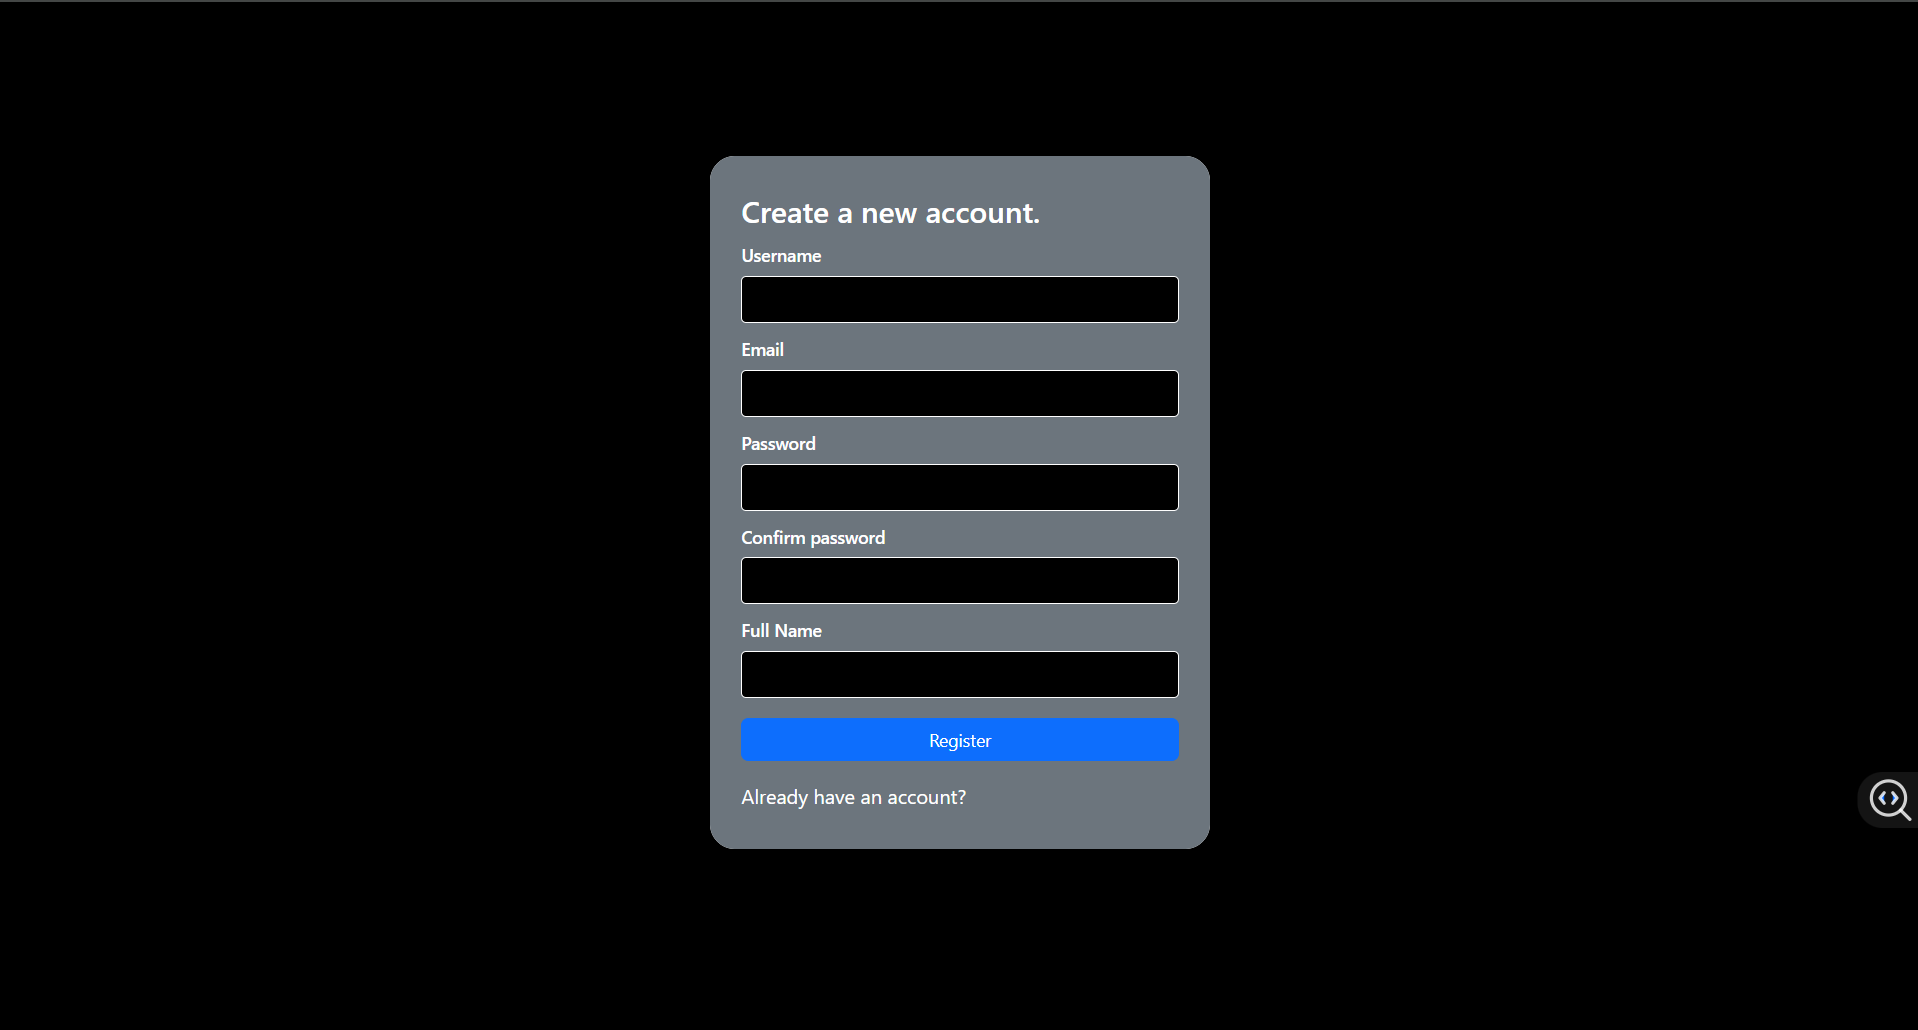 Create a new account.
Username
Email
Password
Confirm password
Full Name
Register
Already have an account?